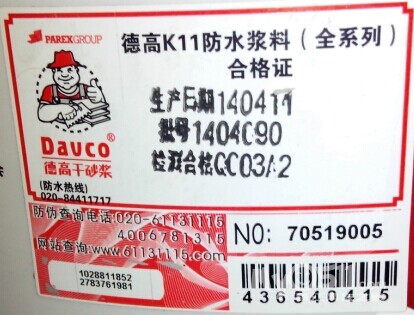 PAREXGROUP
德高K11防水浆料（全系列）
合格证
生产日期140411
批号1404C90
检验合格QC03A2
Davco®
德高干砂浆
(防水热线)
020-84411717
防伪查询电话:020-61131115
4006781315
网站查询:www.61131115.com
NO: 70519005
1028811852
2783761981
436540415